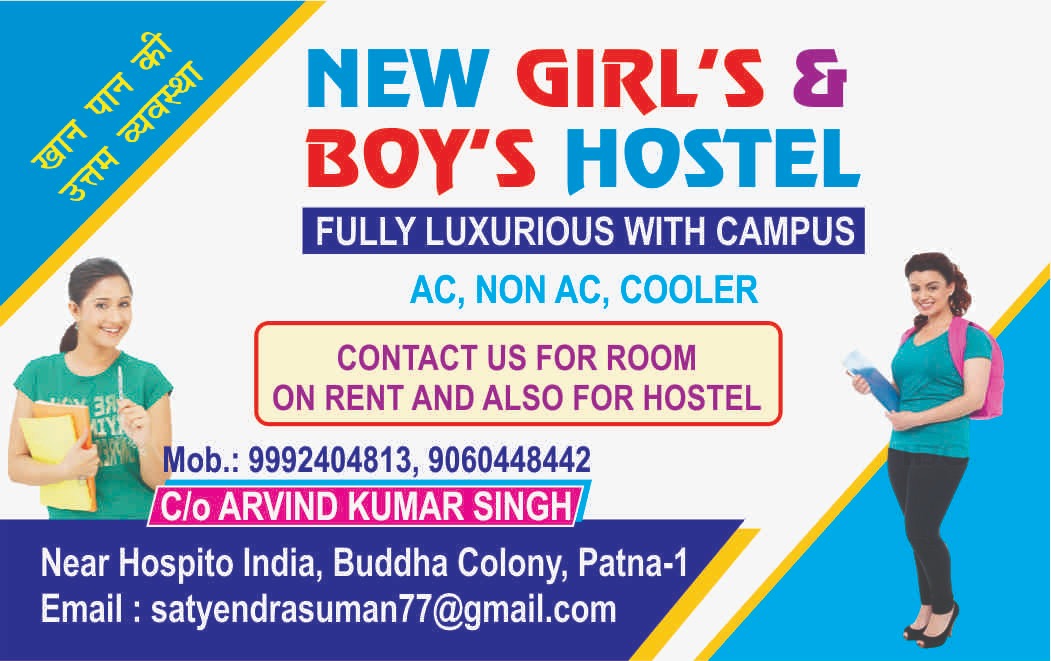 खान पान की
उत्तम व्यवस्था
NEW GIRL'S &
BOY'S HOSTEL
FULLY LUXURIOUS WITH CAMPUS
AC, NON AC, COOLER
CONTACT US FOR ROOM
ON RENT AND ALSO FOR HOSTEL
Mob.: 9992404813, 9060448442
C/o ARVIND KUMAR SINGH
Near Hospito India, Buddha Colony, Patna-1
Email : satyendrasuman77@gmail.com